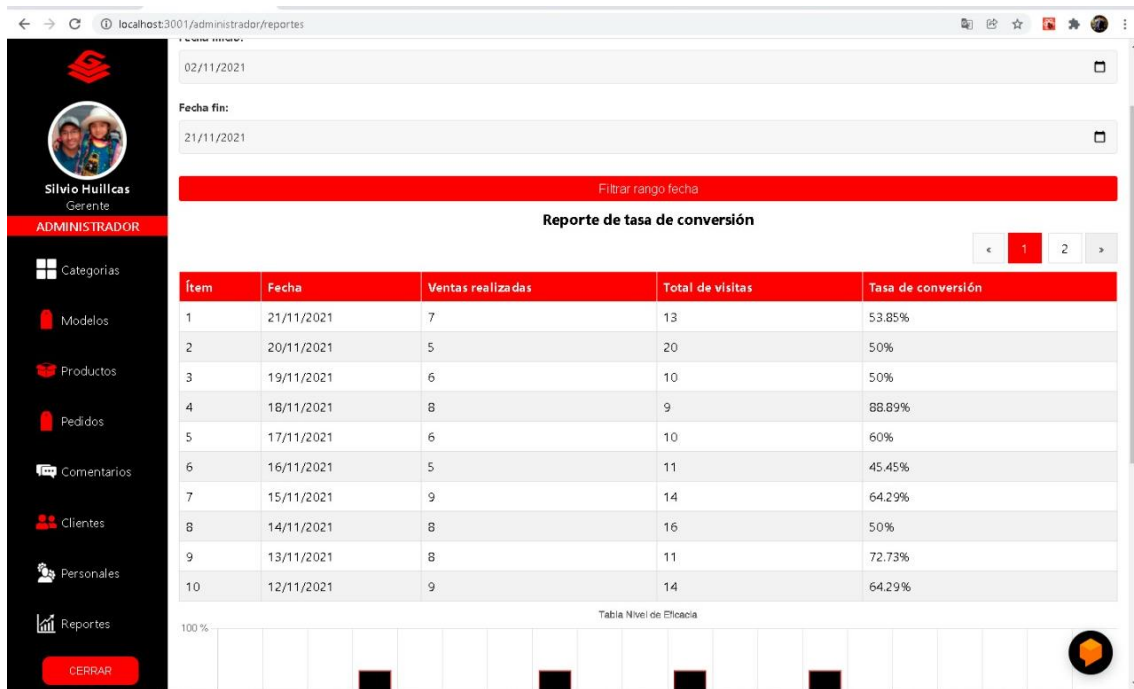 localhost:3001/administrador/reportes
02/11/2021
Fecha fin:
21/11/2021
Filtrar rango fecha
Silvio Huillcas
Gerente
ADMINISTRADOR
Categorias
Modelos
Productos
Pedidos
Comentarios
Clientes
Personales
Reportes
CERRAR
Reporte de tasa de conversión
« 1 2 »
Ítem Fecha Ventas realizadas Total de visitas Tasa de conversión
1 21/11/2021 7 13 53.85%
2 20/11/2021 5 20 50%
3 19/11/2021 6 10 50%
4 18/11/2021 8 9 88.89%
5 17/11/2021 6 10 60%
6 16/11/2021 5 11 45.45%
7 15/11/2021 9 14 64.29%
8 14/11/2021 8 16 50%
9 13/11/2021 8 11 72.73%
10 12/11/2021 9 14 64.29%
Tabla Nivel de Eficacia
100 %